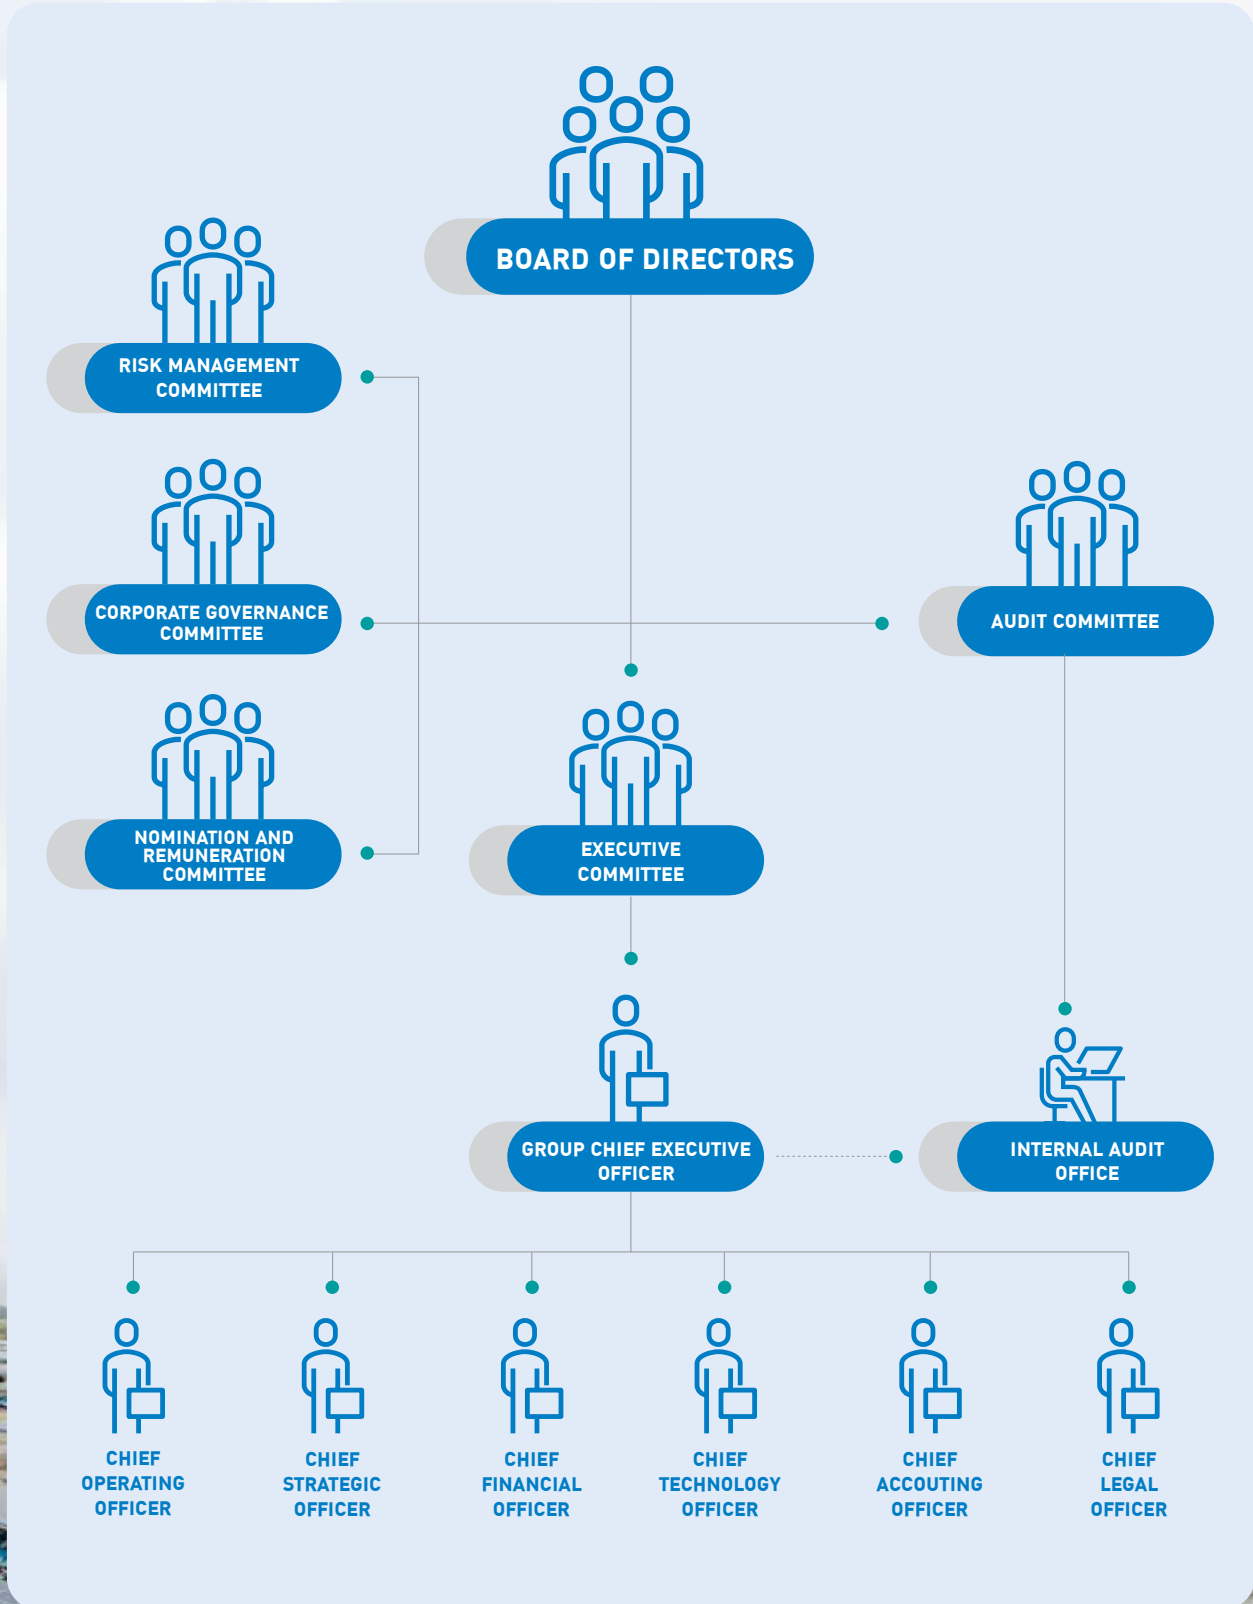 BOARD OF DIRECTORS
RISK MANAGEMENT
COMMITTEE
CORPORATE GOVERNANCE
COMMITTEE
AUDIT COMMITTEE
NOMINATION AND
REMUNERATION
COMMITTEE
EXECUTIVE
COMMITTEE
GROUP CHIEF EXECUTIVE
OFFICER
INTERNAL AUDIT
OFFICE
CHIEF
OPERATING
OFFICER
CHIEF
STRATEGIC
OFFICER
CHIEF
FINANCIAL
OFFICER
CHIEF
TECHNOLOGY
OFFICER
CHIEF
ACCOUTING
OFFICER
CHIEF
LEGAL
OFFICER